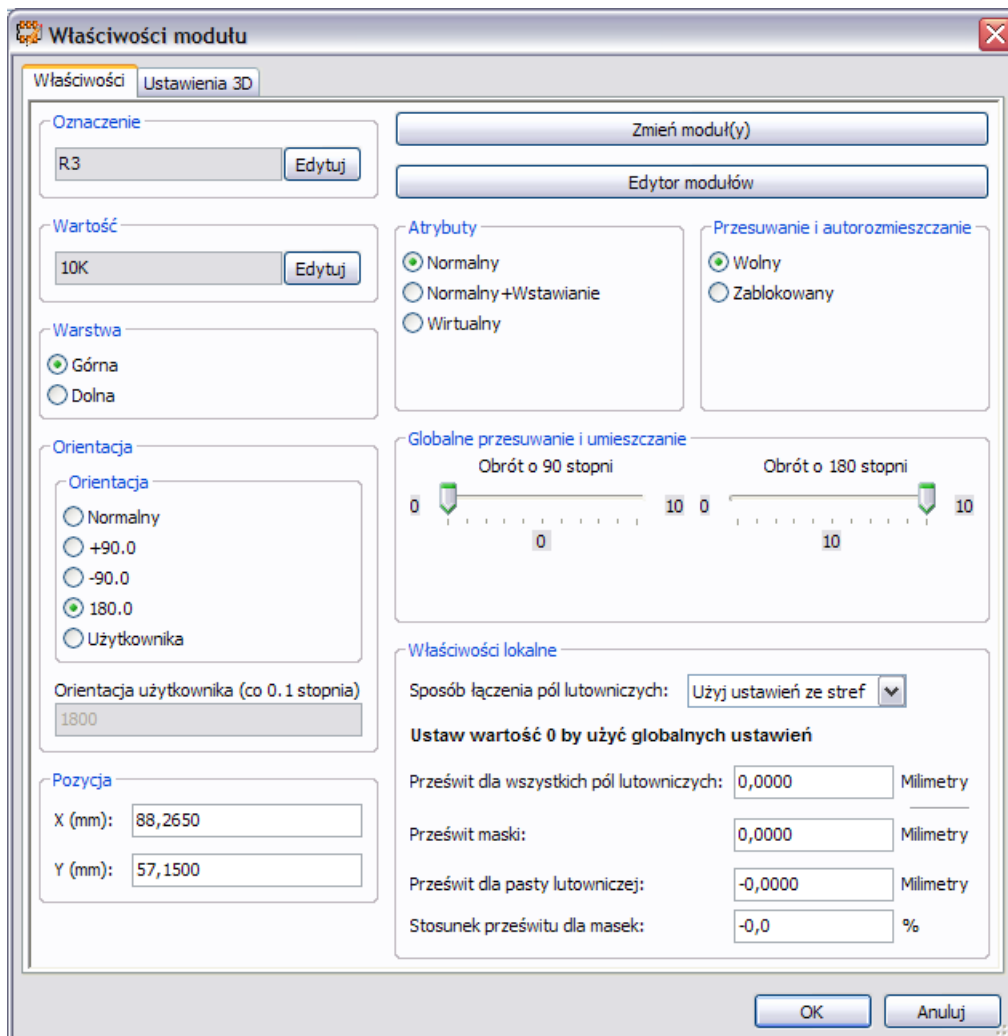 Właściwości modułu
Właściwości
Ustawienia 3D
Oznaczenie
R3
Edytuj
Wartość
10K
Edytuj
Warstwa
Górna
Dolna
Orientacja
Orientacja
Normalny
+90.0
-90.0
180.0
Użytkownika
Orientacja użytkownika (co 0.1 stopnia)
1800
Pozycja
X (mm):
88,2650
Y (mm):
57,1500
Zmień moduł(y)
Edytor modułów
Atrybuty
Normalny
Normalny+Wstawianie
Wirtualny
Przesuwanie i autorozmieszczanie
Wolny
Zablokowany
Globalne przesuwanie i umieszczanie
Obrót o 90 stopni
0
10
0
Obrót o 180 stopni
0
10
10
Właściwości lokalne
Sposób łączenia pól lutowniczych:
Użyj ustawień ze stref
Ustaw wartość 0 by użyć globalnych ustawień
Prześwit dla wszystkich pól lutowniczych:
0,0000
Milimetry
Prześwit maski:
0,0000
Milimetry
Prześwit dla pasty lutowniczej:
-0,0000
Milimetry
Stosunek prześwitu dla masek:
-0,0
%
OK
Anuluj